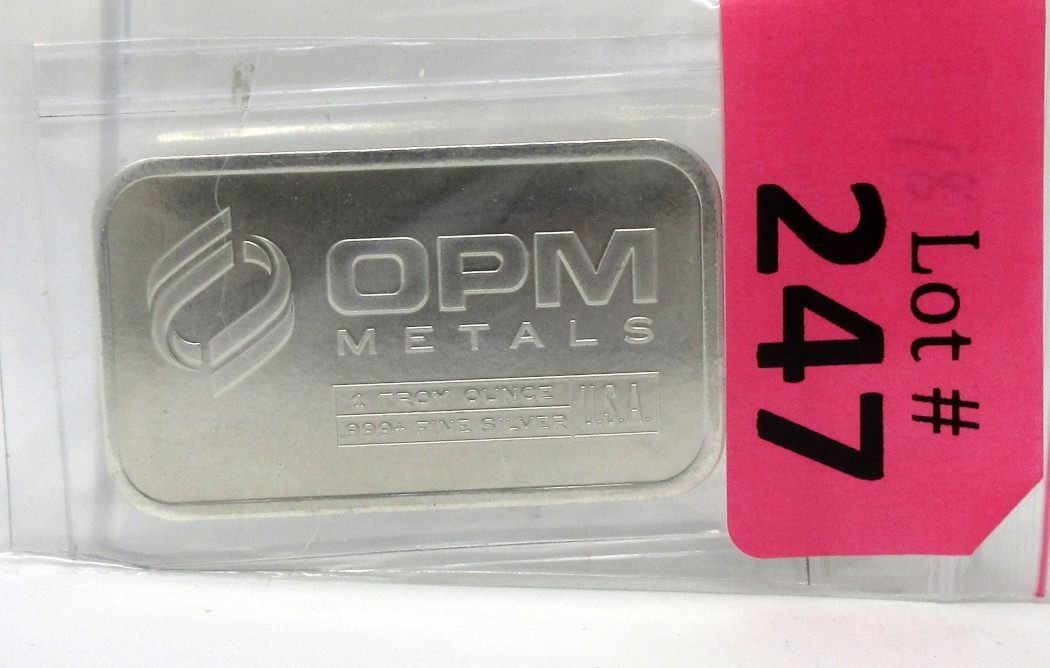 OPM
METALS
1 TROY OUNCE
.999+ FINE SILVER
U.S.A.
Lot #
247